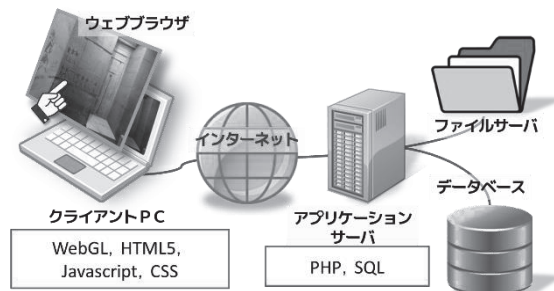 ウェブブラウザ
インターネット
ファイルサーバ
データベース
クライアントPC
アプリケーション
サーバ
WebGL, HTML5,
Javascript, CSS
PHP, SQL